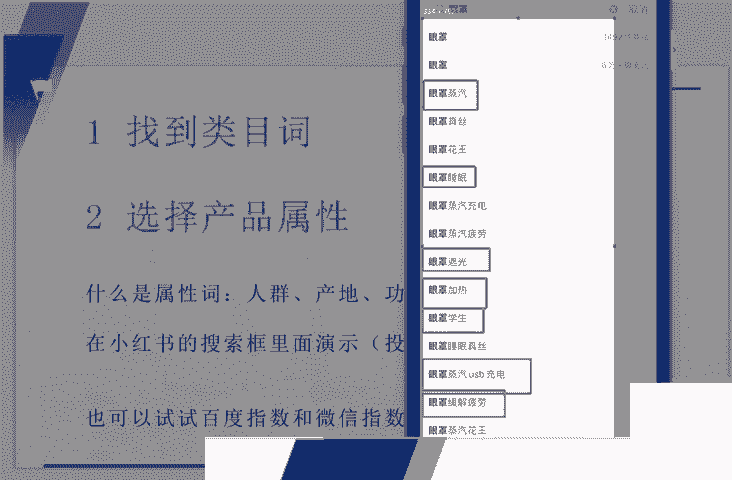 1 找到类目词
2 选择产品属性
什么是属性词：人群、产地、功
在小红书的搜索框里面演示（投
也可以试试百度指数和微信指数
眼罩
取消
眼罩
眼罩
眼罩蒸汽
眼罩真丝
眼罩花王
眼罩睡眠
眼罩蒸汽充电
眼罩蒸汽疲劳
眼罩遮光
眼罩加热
眼罩学生
眼罩睡眠真丝
眼罩蒸汽usb充电
眼罩缓解疲劳
眼罩蒸汽花王